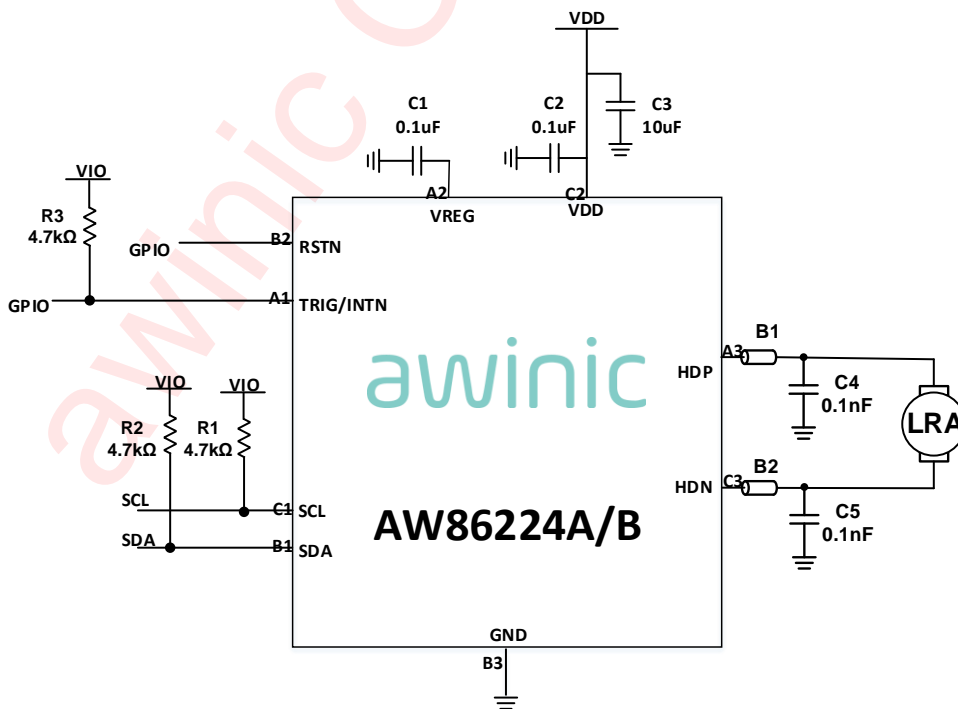 VDD
C1
0.1uF
C2
0.1uF
C3
10uF
VIO
A2
C2
VREG
VDD
R3
4.7kΩ
GPIO
B2
RSTN
GPIO
A1
TRIG/INTN
awinic
B1
A3
HDP
C4
0.1nF
LRA
VIO
VIO
R2
4.7kΩ
R1
4.7kΩ
B2
C3
HDN
SCL
C1
SCL
C5
0.1nF
AW86224A/B
SDA
B1
SDA
GND
B3
awinic